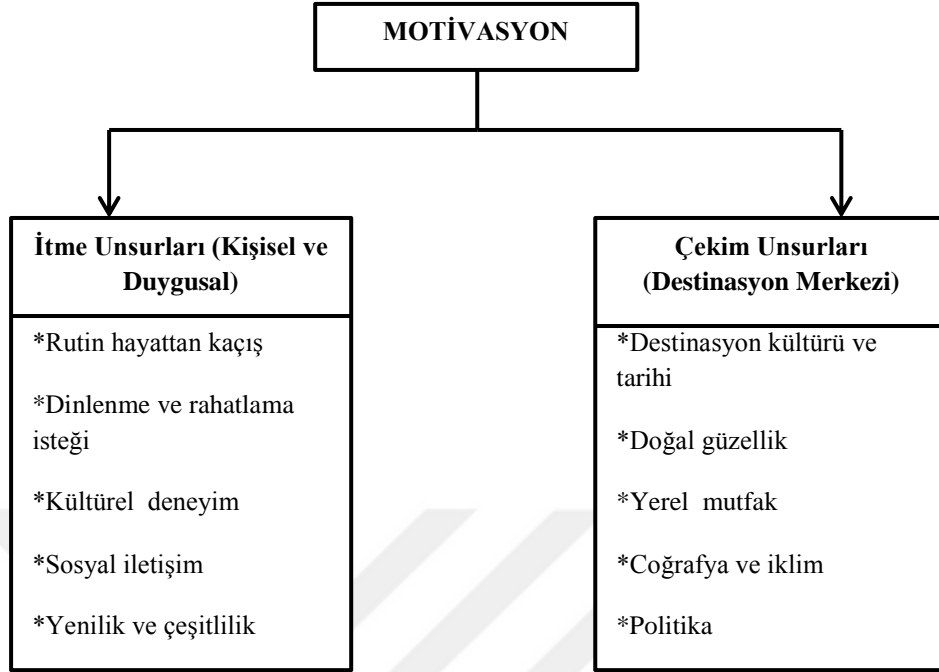 MOTİVASYON
İtme Unsurları (Kişisel ve
Duygusal)
*Rutin hayattan kaçış
*Dinlenme ve rahatlama
isteği
*Kültürel deneyim
*Sosyal iletişim
*Yenilik ve çeşitlilik
Çekim Unsurları
(Destinasyon Merkezi)
*Destinasyon kültürü ve
tarihi
*Doğal güzellik
*Yerel mutfak
*Coğrafya ve iklim
*Politika